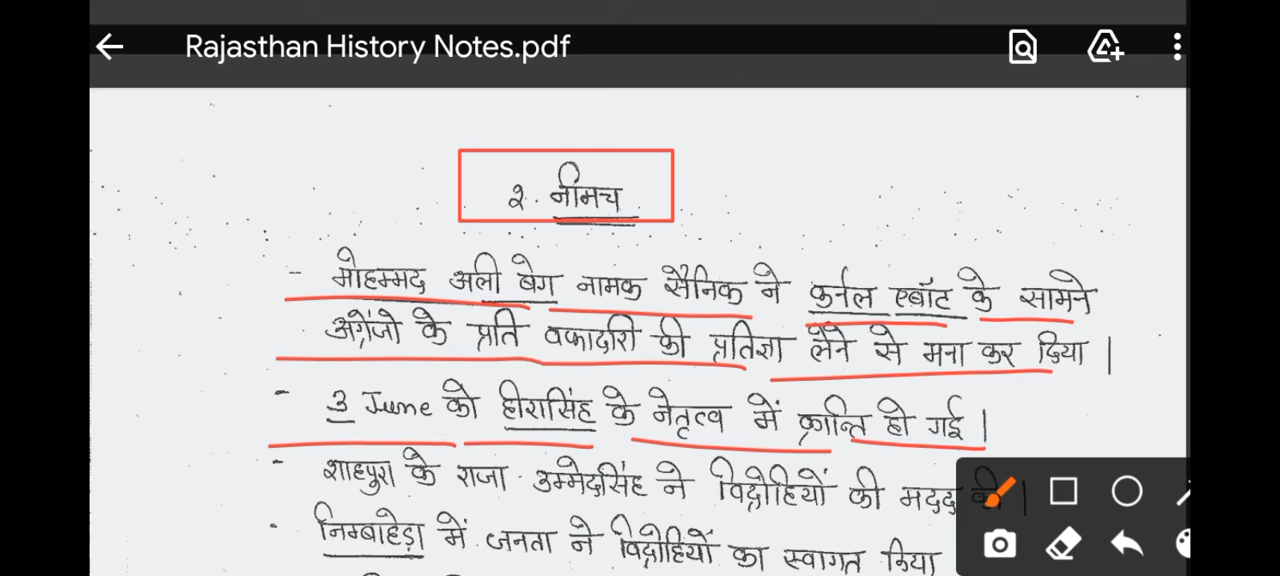 Rajasthan History Notes.pdf
२. नीमच
- मोहम्मद अली बेग नामक सैनिक ने कर्नल एबॉट के सामने
अंग्रेंजो के प्रति वफादारी की प्रतिज्ञा लेने से मना कर दिया |
- 3 June को हीरासिंह के नेतृत्व में क्रान्ति हो गई |
- शाहपुरा के राजा उम्मेदसिंह ने विद्रोहियों की मदद की |
- निम्बाहेड़ा में जनता ने विद्रोहियों का स्वागत किया